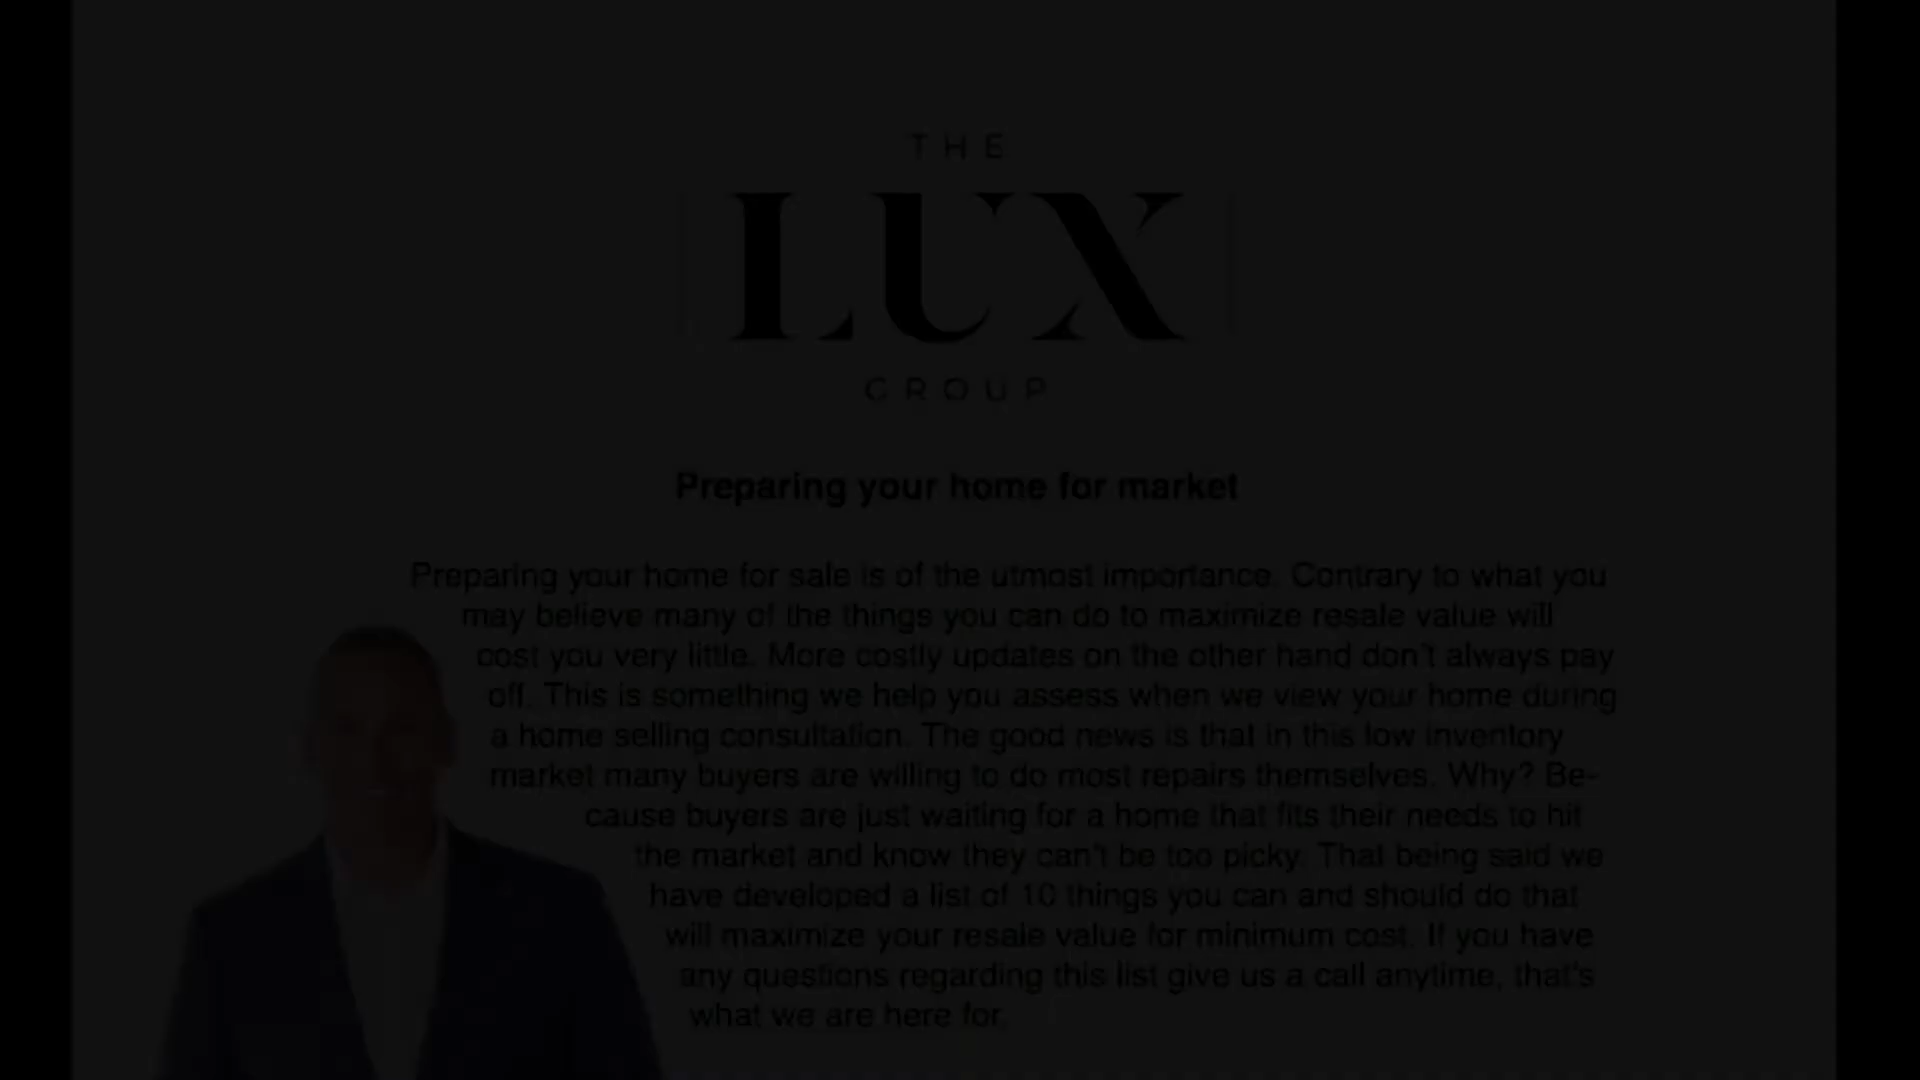 THE
LUX
GROUP
Preparing your home for market
Preparing your home for sale is of the utmost importance. Contrary to what you
may believe many of the things you can do to maximize resale value will
cost you very little. More costly updates on the other hand don't always pay
off. This is something we help you assess when we view your home during
a home selling consultation. The good news is that in this low inventory
market many buyers are willing to do most repairs themselves. Why? Be-
cause buyers are just waiting for a home that fits their needs to hit
the market and know they can't be too picky. That being said we
have developed a list of 10 things you can and should do that
will maximize your resale value for minimum cost. If you have
any questions regarding this list give us a call anytime, that's
what we are here for.